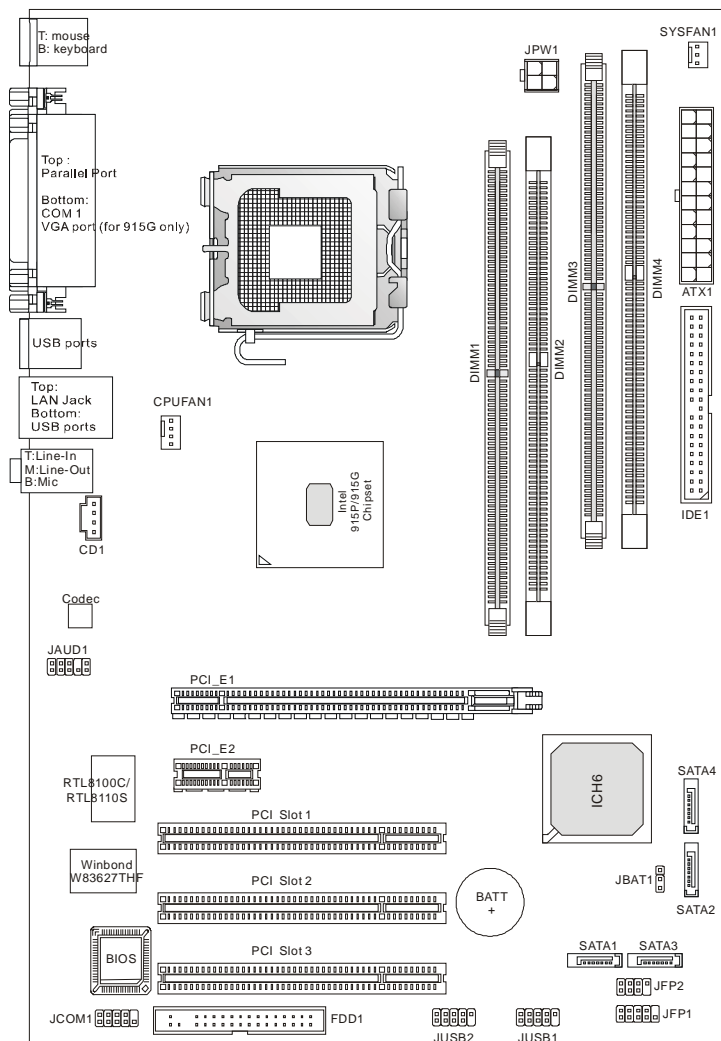 T: mouse
B: keyboard
SYSFAN1
JPW1
Top :
Parallel Port
Bottom:
COM 1
VGA port (for 915G only)
DIMM1
DIMM2
DIMM3
DIMM4
ATX1
USB ports
Top:
LAN Jack
Bottom:
USB ports
CPUFAN1
T:Line-In
M:Line-Out
B:Mic
Intel
915P/915G
Chipset
IDE1
CD1
Codec
JAUD1
PCI_E1
PCI_E2
RTL8100C/
RTL8110S
ICH6
SATA4
PCI Slot 1
Winbond
W83627THF
PCI Slot 2
BATT
+
JBAT1
SATA2
BIOS
PCI Slot 3
SATA1
SATA3
JFP2
JCOM1
FDD1
JUSB2
JUSB1
JFP1